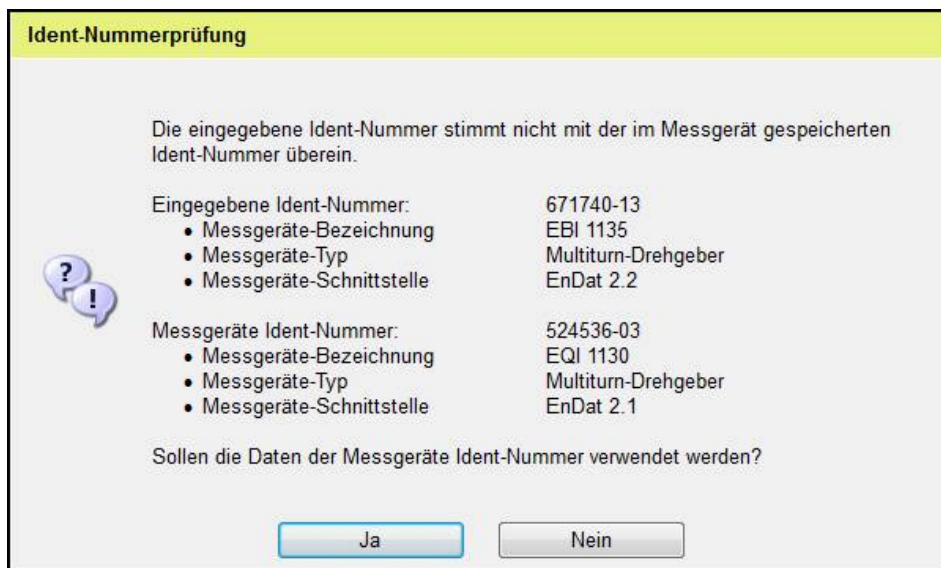 Ident-Nummerprüfung
Die eingegebene Ident-Nummer stimmt nicht mit der im Messgerät gespeicherten
Ident-Nummer überein.
Eingegebene Ident-Nummer: 671740-13
• Messgeräte-Bezeichnung EBI 1135
• Messgeräte-Typ Multiturn-Drehgeber
• Messgeräte-Schnittstelle EnDat 2.2
Messgeräte Ident-Nummer: 524536-03
• Messgeräte-Bezeichnung EQI 1130
• Messgeräte-Typ Multiturn-Drehgeber
• Messgeräte-Schnittstelle EnDat 2.1
? !
Sollen die Daten der Messgeräte Ident-Nummer verwendet werden?
Ja Nein